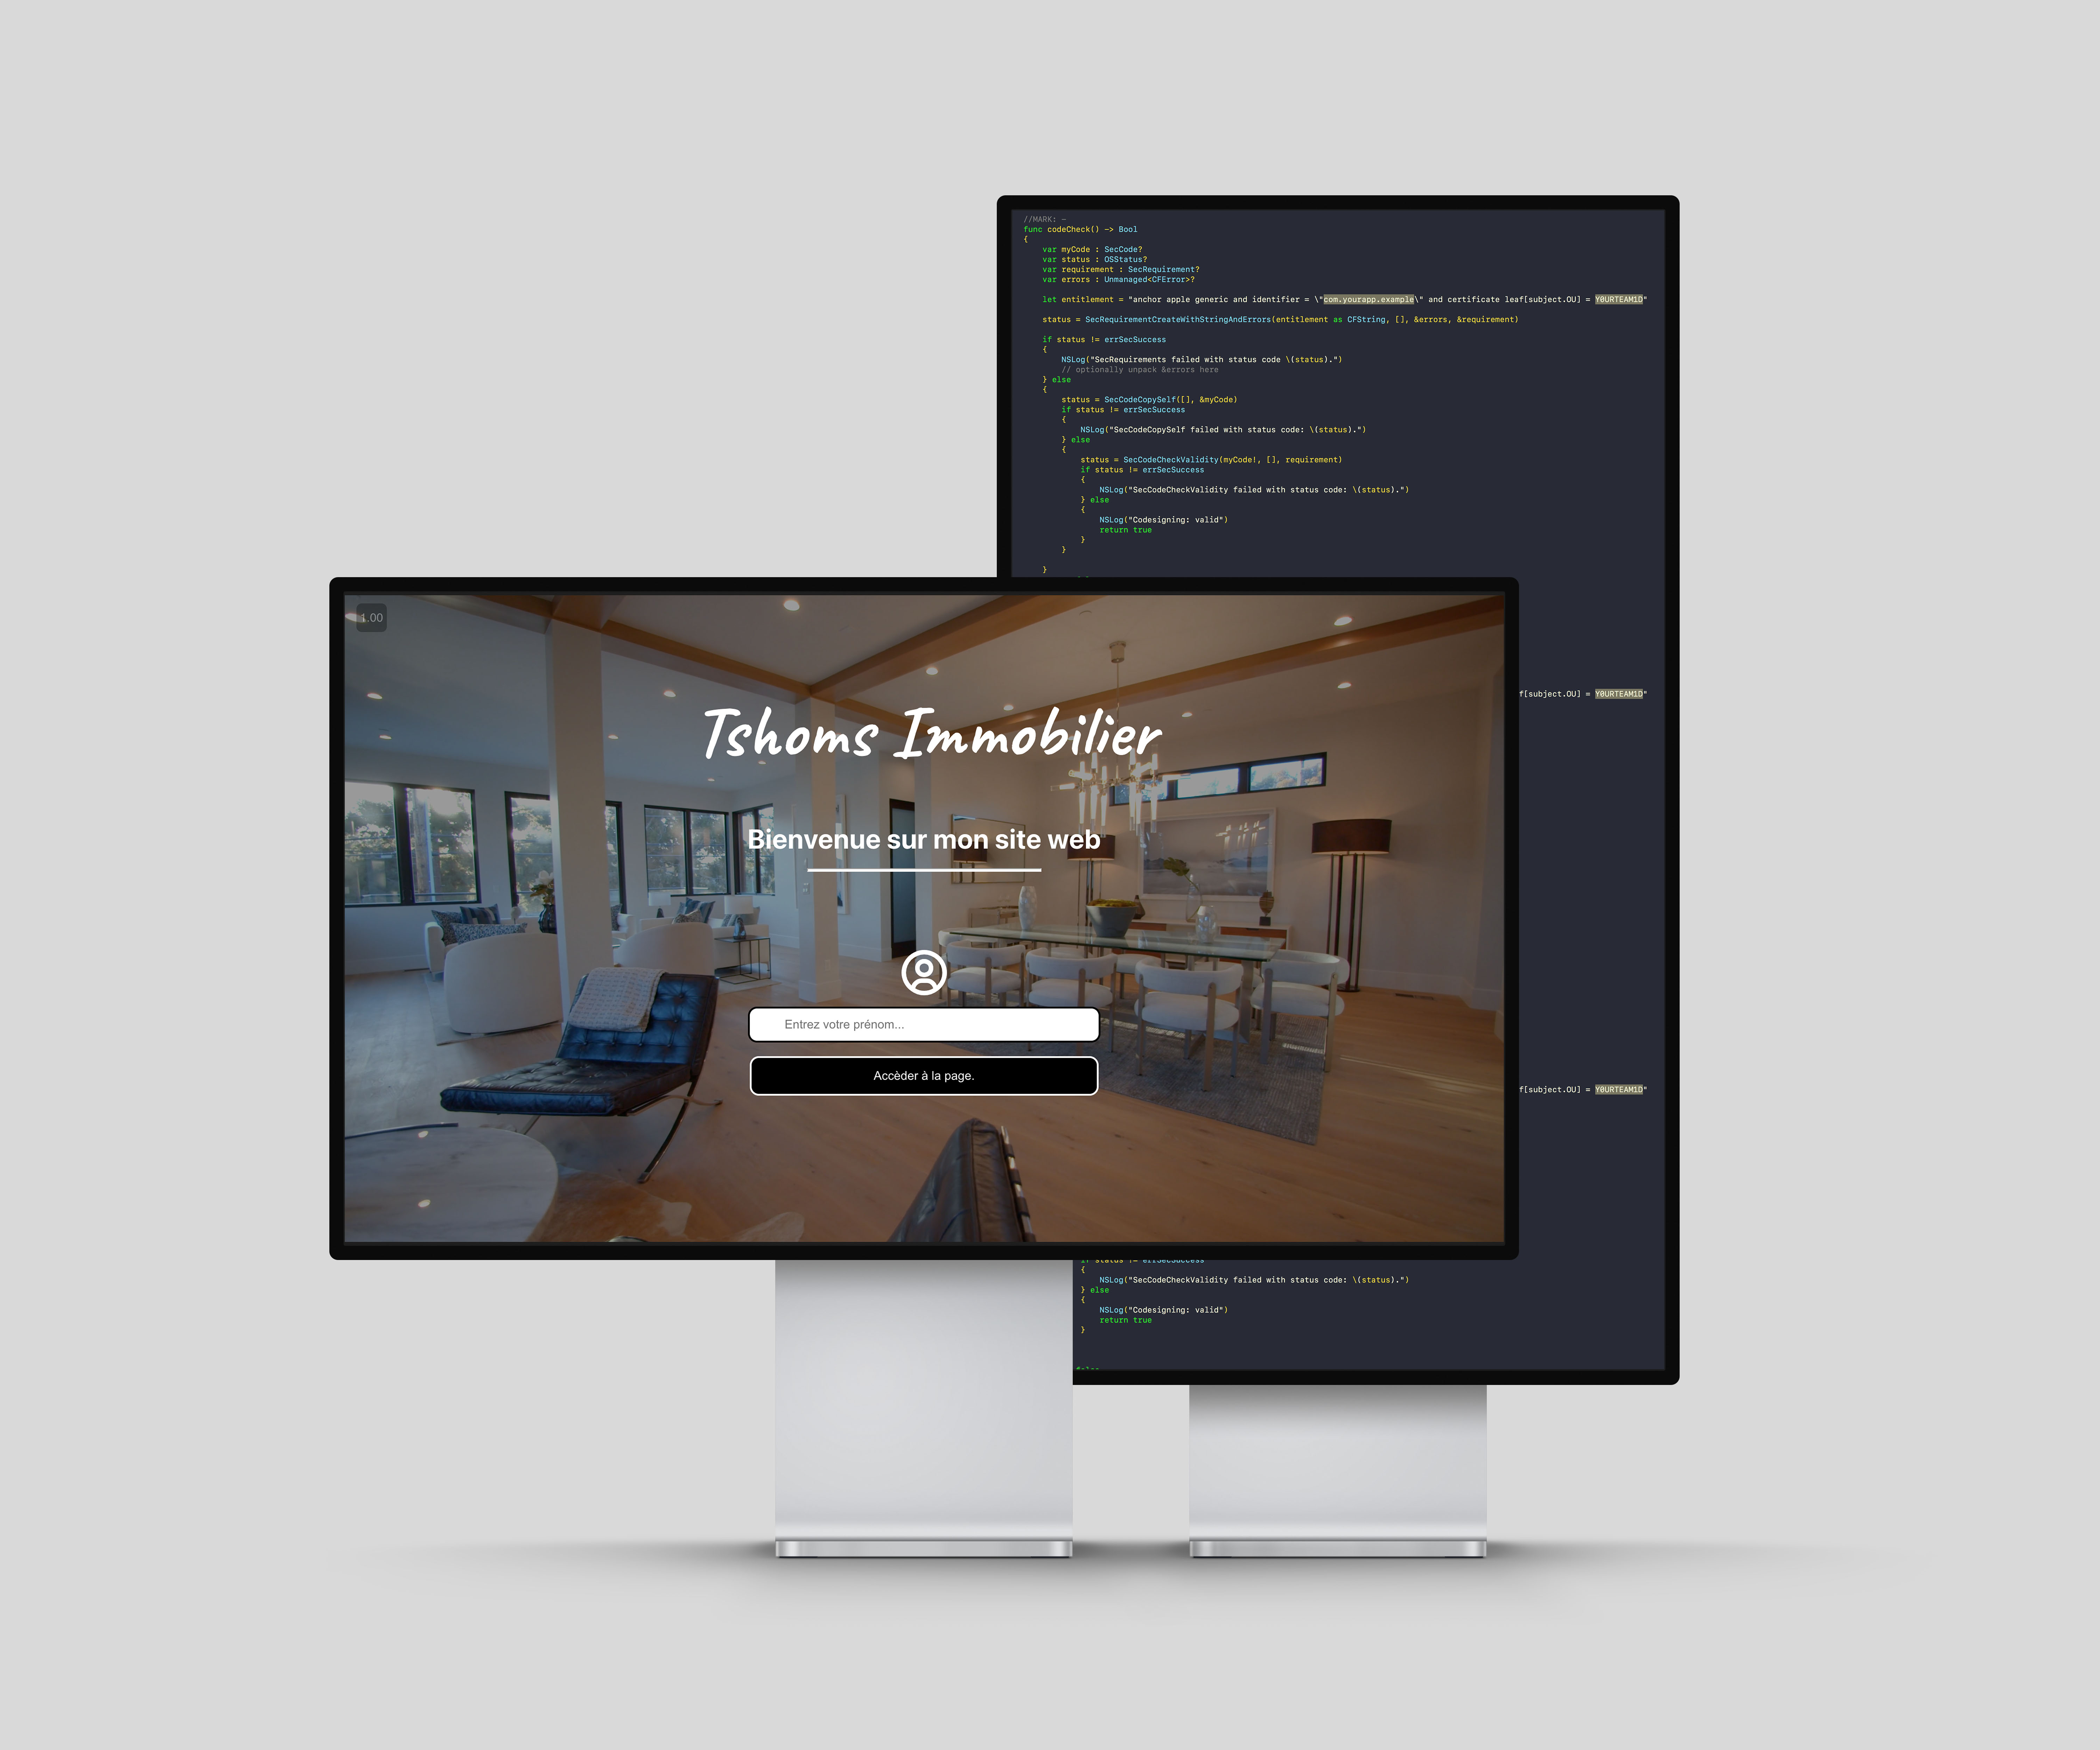 //MARK: -
func codeCheck() -> Bool
{
var myCode : SecCode?
var status : OSStatus?
var requirement : SecRequirement?
var errors : Unmanaged<CFError>?
let entitlement = "anchor apple generic and identifier = \"com.yourapp.example\" and certificate leaf[subject.OU] = Y0URTEAM1D"
status = SecRequirementCreateWithStringAndErrors(entitlement as CFString, [], &errors, &requirement)
if status != errSecSuccess
{
NSLog("SecRequirements failed with status code \(status).")
// optionally unpack &errors here
} else
{
status = SecCodeCopySelf([], &myCode)
if status != errSecSuccess
{
NSLog("SecCodeCopySelf failed with status code: \(status).")
} else
{
status = SecCodeCheckValidity(myCode!, [], requirement)
if status != errSecSuccess
{
NSLog("SecCodeCheckValidity failed with status code: \(status).")
} else
{
NSLog("Codesigning: valid")
return true
}
}
}
1.00
Tshoms Immobilier
Bienvenue sur mon site web
Entrez votre prénom...
Accèder à la page.
f[subject.OU] = Y0URTEAM1D"
f[subject.OU] = Y0URTEAM1D"
if status != errSecSuccess
{
NSLog("SecCodeCheckValidity failed with status code: \(status).")
} else
{
NSLog("Codesigning: valid")
return true
}